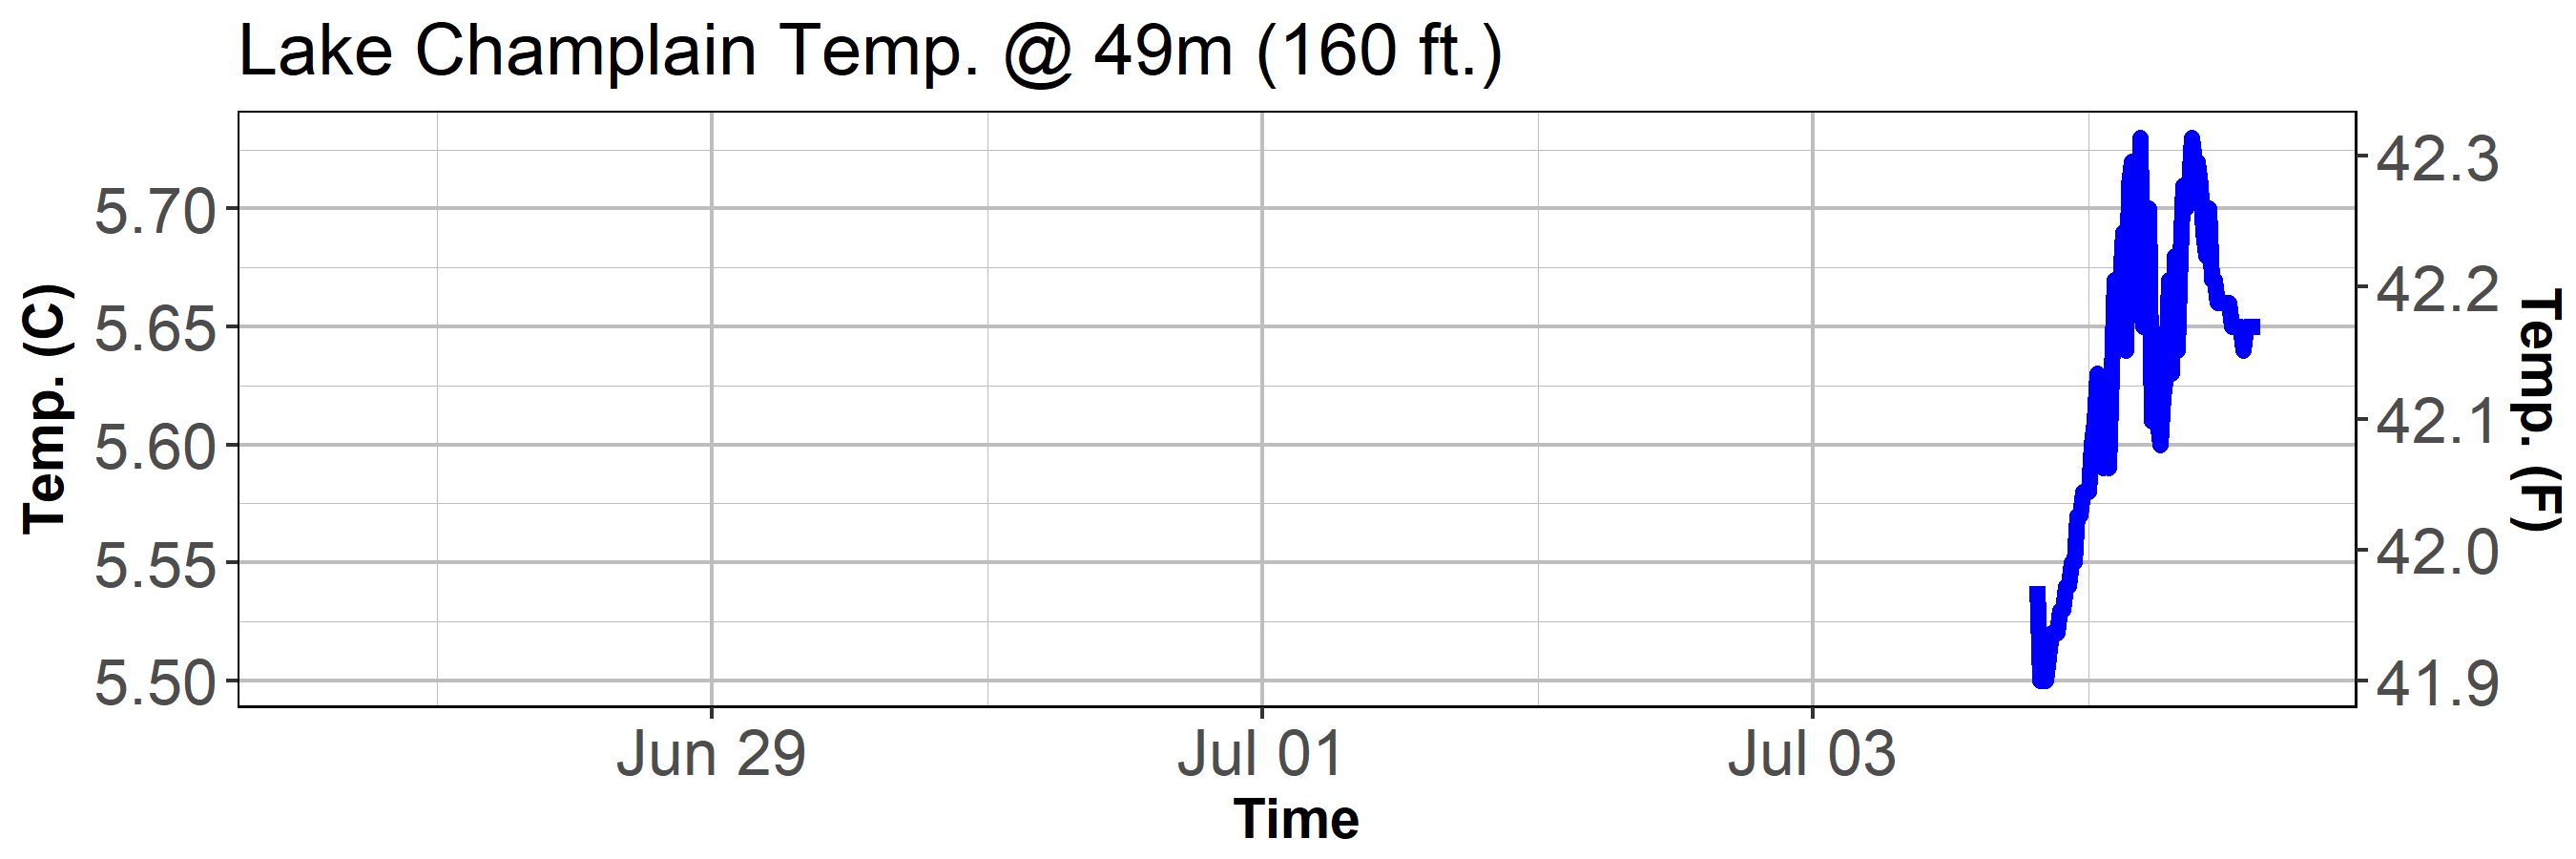 Lake Champlain Temp. @ 49m (160 ft.)
Temp. (C)
5.70
5.65
5.60
5.55
5.50
42.3
42.2
42.1
42.0
41.9
Temp. (F)
Jun 29 Jul 01 Jul 03
Time